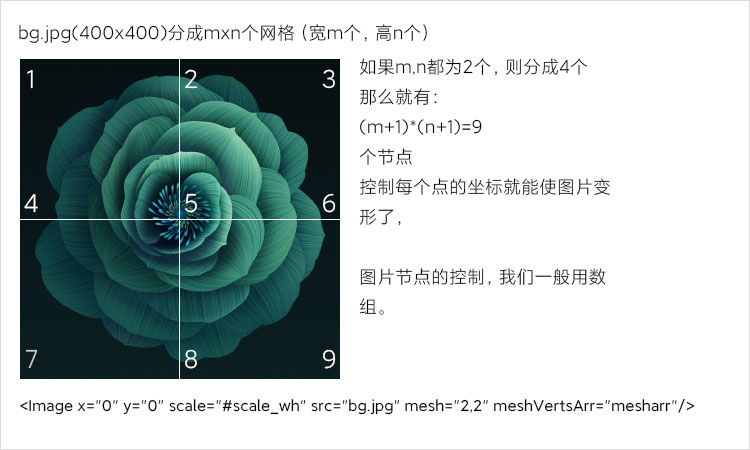 bg.jpg(400x400)分成mxn个网格（宽m个，高n个）
1 2 3
4 5 6
7 8 9
如果m,n都为2个，则分成4个
那么就有：
(m+1)*(n+1)=9
个节点
控制每个点的坐标就能使图片变
形了，
图片节点的控制，我们一般用数
组。
<Image x="0" y="0" scale="#scale_wh" src="bg.jpg" mesh="2,2" meshVertsArr="mesharr"/>